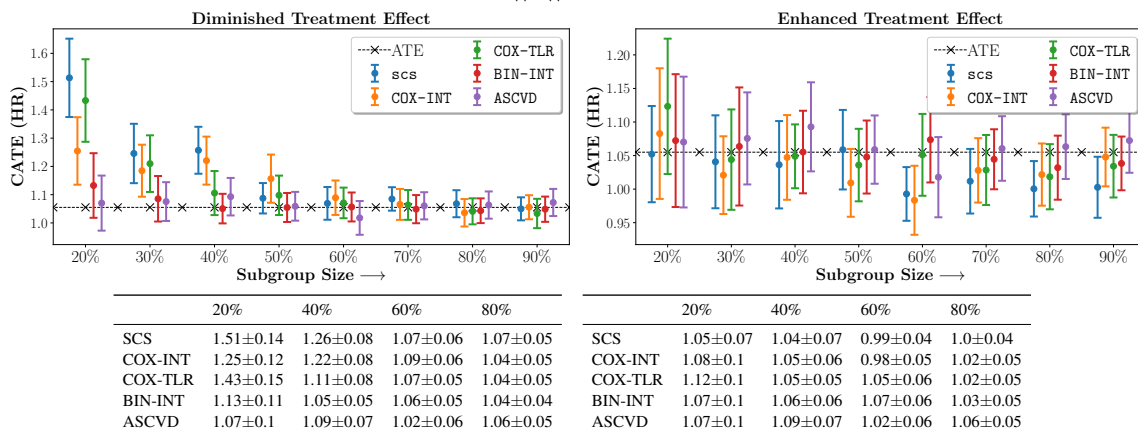 Diminished Treatment Effect
CATE (HR)
1.6
1.5
1.4
1.3
1.2
1.1
1.0
ATE
scs
COX-INT
COX-TLR
BIN-INT
ASCVD
20% 30% 40% 50% 60% 70% 80% 90%
Subgroup Size →
Enhanced Treatment Effect
CATE (HR)
1.20
1.15
1.10
1.05
1.00
0.95
ATE
scs
COX-INT
COX-TLR
BIN-INT
ASCVD
20% 30% 40% 50% 60% 70% 80% 90%
Subgroup Size →
20% 40% 60% 80%
SCS 1.51±0.14 1.26±0.08 1.07±0.06 1.07±0.05
COX-INT 1.25±0.12 1.22±0.08 1.09±0.06 1.04±0.05
COX-TLR 1.43±0.15 1.11±0.08 1.07±0.05 1.04±0.05
BIN-INT 1.13±0.11 1.05±0.05 1.06±0.05 1.04±0.04
ASCVD 1.07±0.1 1.09±0.07 1.02±0.06 1.06±0.05
20% 40% 60% 80%
SCS 1.05±0.07 1.04±0.07 0.99±0.04 1.0±0.04
COX-INT 1.08±0.1 1.05±0.06 0.98±0.05 1.02±0.05
COX-TLR 1.12±0.1 1.05±0.05 1.05±0.06 1.02±0.05
BIN-INT 1.07±0.1 1.06±0.06 1.07±0.06 1.03±0.05
ASCVD 1.07±0.1 1.09±0.07 1.02±0.06 1.06±0.05